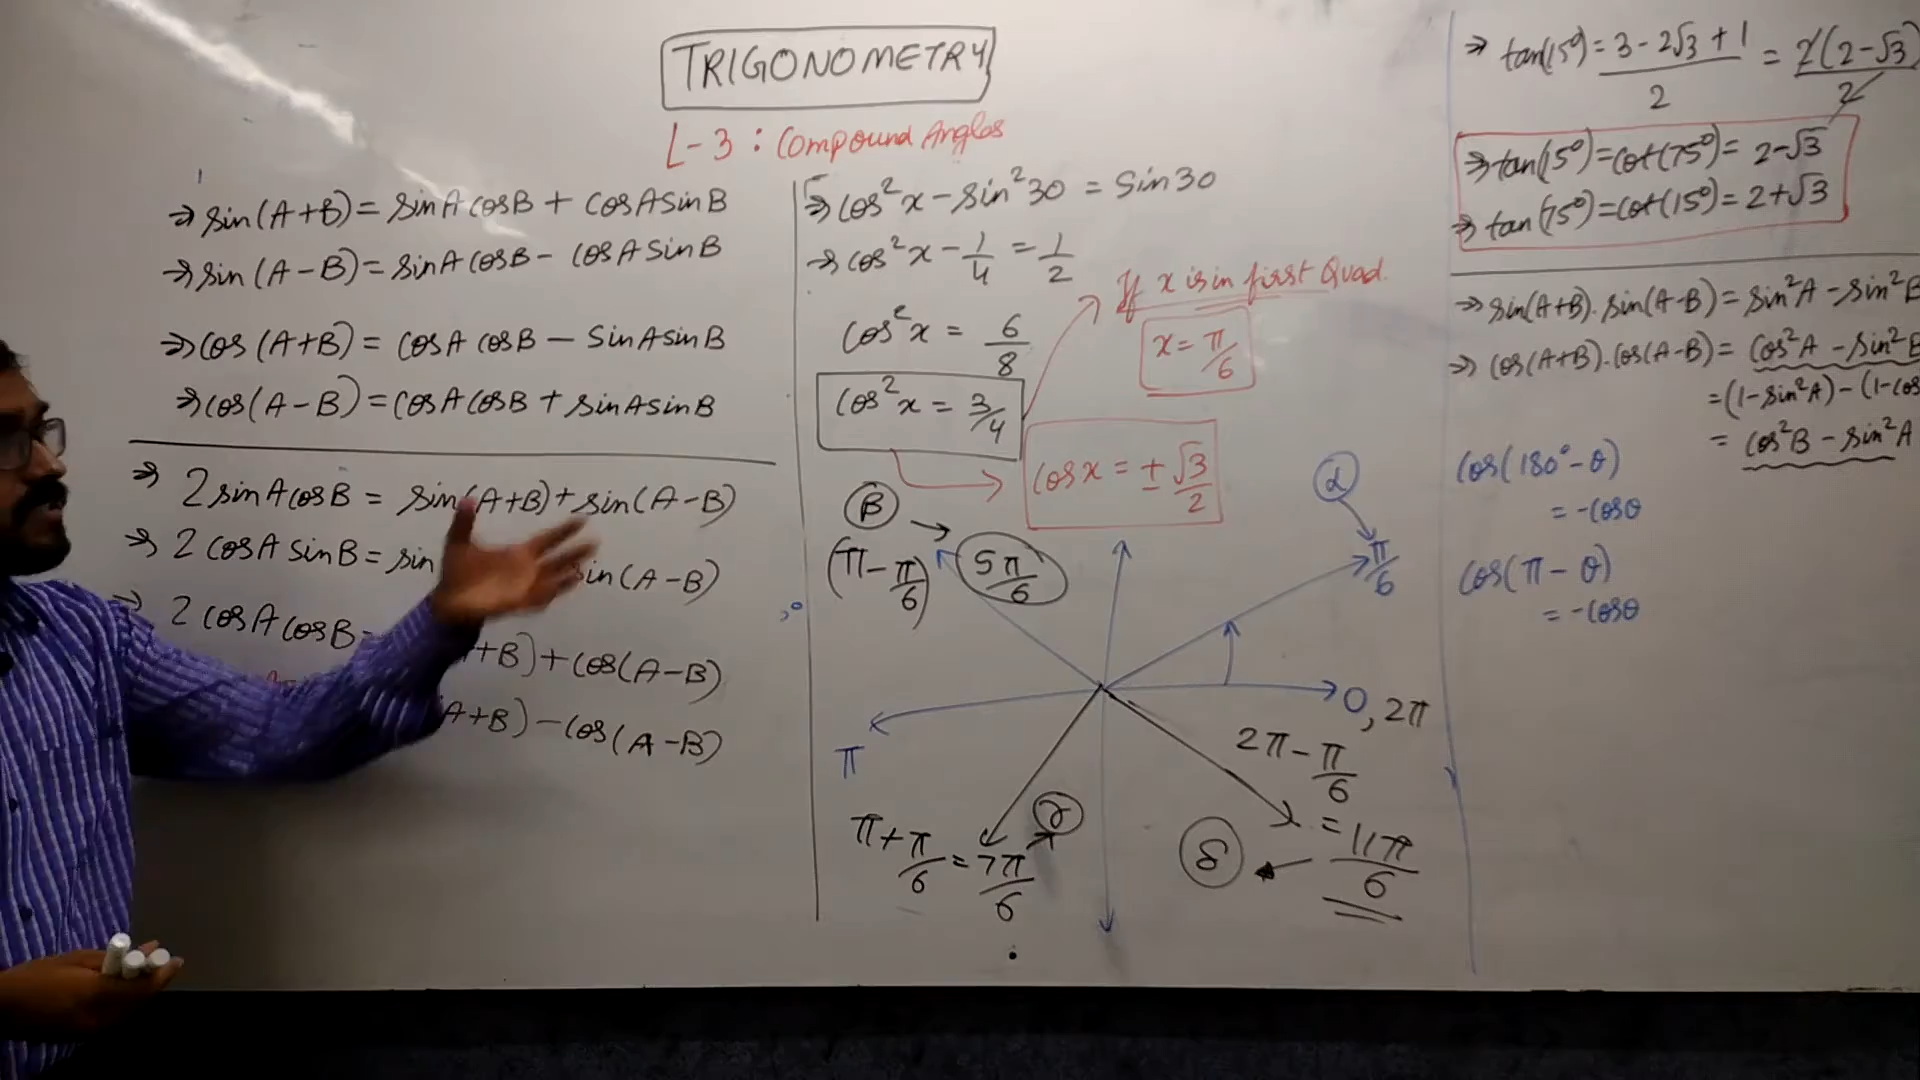 TRIGONOMETRY
L-3 : Compound Angles
⇒ sin(A+B) = sinA cosB + cosA sinB
⇒ sin(A-B) = sinA cosB - cosA sinB
⇒ cos(A+B) = cosA cosB - sinA sinB
⇒ cos(A-B) = cosA cosB + sinA sinB
⇒ 2 sinA cosB = sin(A+B) + sin(A-B)
⇒ 2 cosA sinB = sin sin(A-B)
⇒ 2 cosA cosB = +B) + cos(A-B)
A+B) - cos(A-B)
⇒ cos²x - sin²30 = sin30
⇒ cos²x - 1/4 = 1/2
cos²x = 6/8
cos²x = 3/4
If x is in first Quad.
x = π/6
cosx = ± √3/2
α
π/6
β
(π - π/6)
5π/6
0, 2π
π
2π - π/6
= 11π/6
δ
γ
π + π/6 = 7π/6
⇒ tan(15°) = 3 - 2√3 + 1 / 2 = 2(2-√3) / 2
⇒ tan(15°) = cot(75°) = 2-√3
⇒ tan(75°) = cot(15°) = 2+√3
⇒ sin(A+B).sin(A-B) = sin²A - sin²B
⇒ cos(A+B).cos(A-B) = cos²A - sin²B
= (1-sin²A) - (1-cos
= cos²B - sin²A
cos(180° - θ)
= -cosθ
cos(π - θ)
= -cosθ